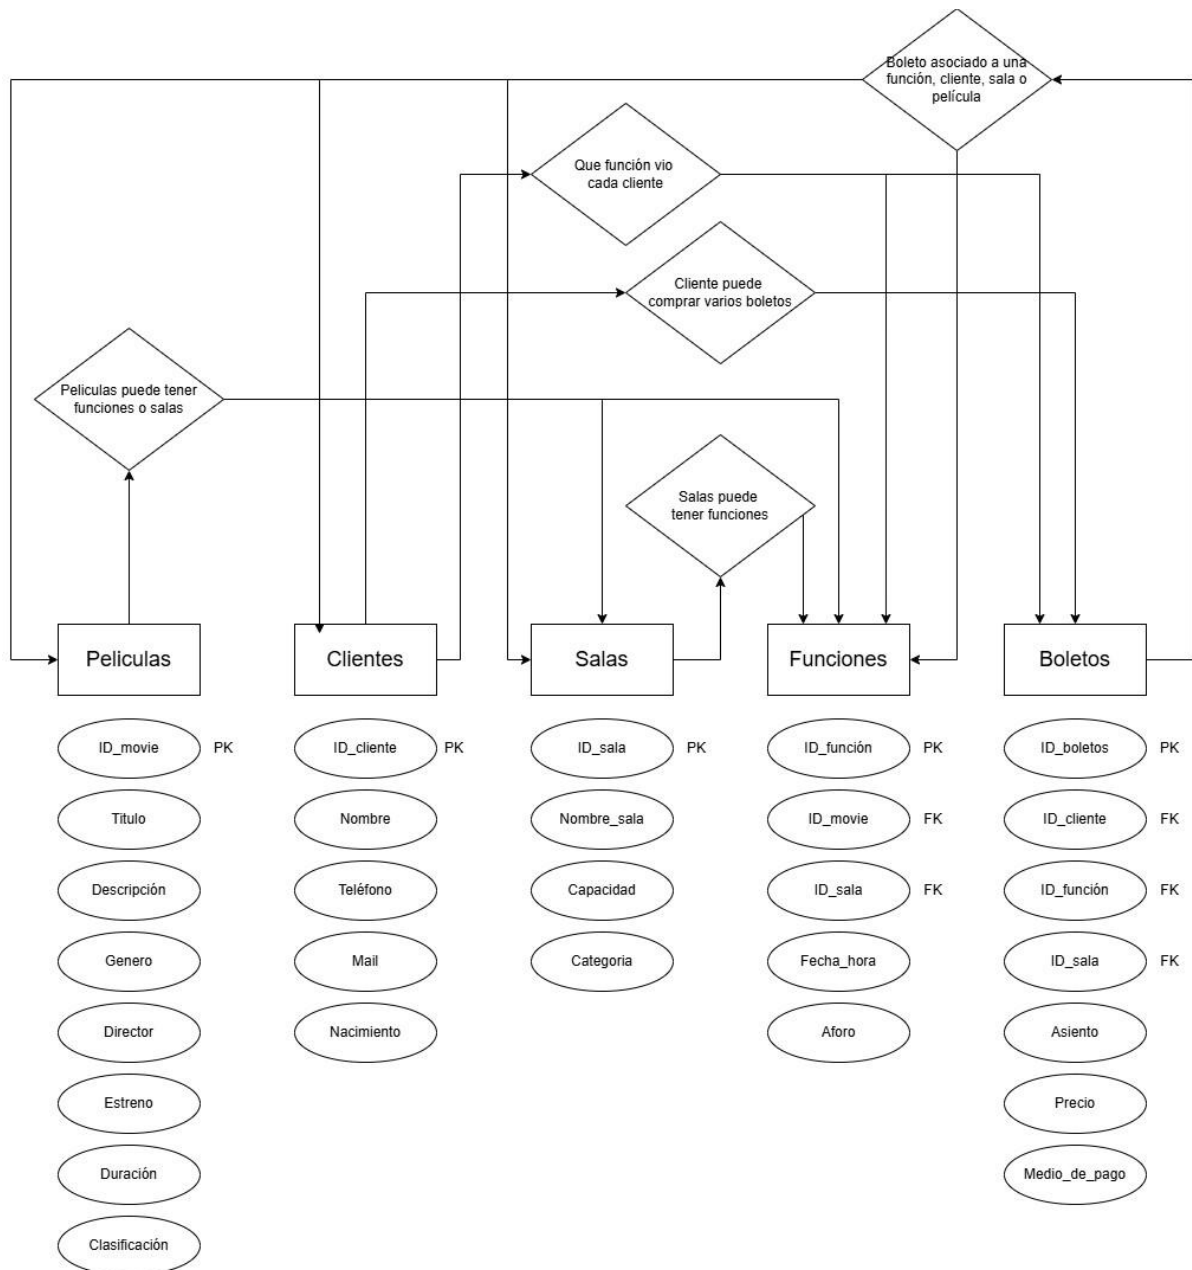 Boleto asociado a una
función, cliente, sala o
película
Que función vio
cada cliente
Cliente puede
comprar varios boletos
Peliculas puede tener
funciones o salas
Salas puede
tener funciones
Peliculas
Clientes
Salas
Funciones
Boletos
ID_movie PK
ID_cliente PK
ID_sala PK
ID_función PK
ID_boletos PK
Titulo
Nombre
Nombre_sala
ID_movie FK
ID_cliente FK
Descripción
Teléfono
Capacidad
ID_sala FK
ID_función FK
Genero
Mail
Categoria
Fecha_hora
ID_sala FK
Director
Nacimiento
Aforo
Asiento
Estreno
Precio
Duración
Medio_de_pago
Clasificación